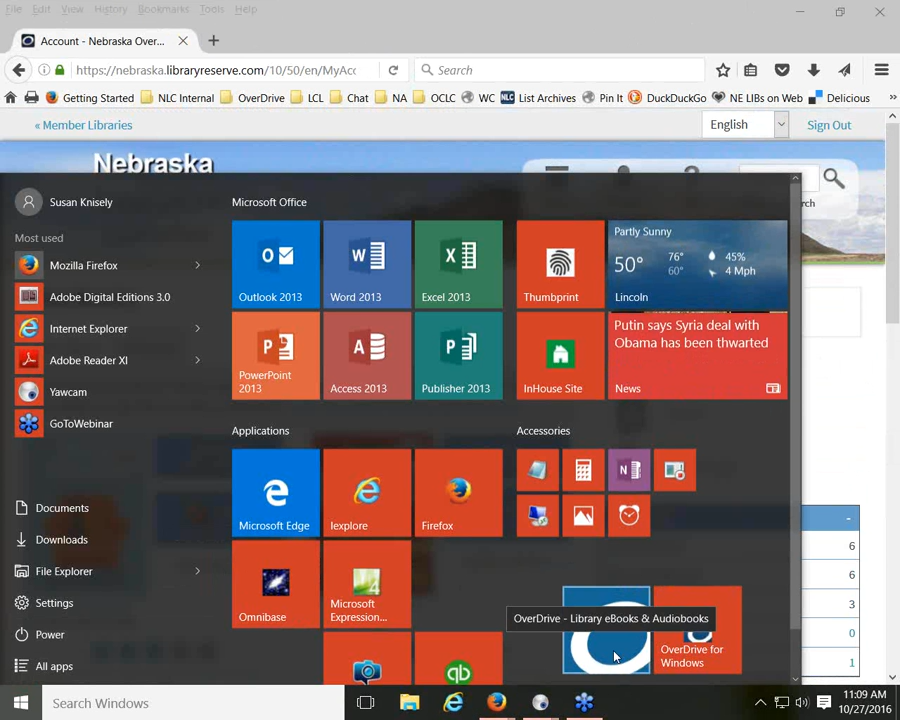 File Edit View History Bookmarks Tools Help
Account - Nebraska Over...
https://nebraska.libraryreserve.com/10/50/en/MyAcc
Search
Getting Started NLC Internal OverDrive LCL Chat NA OCLC WC NLC List Archives Pin It DuckDuckGo NE LIBs on Web Delicious »
« Member Libraries
English
Sign Out
Nebraska
rch
Susan Knisely
Most used
Mozilla Firefox
Adobe Digital Editions 3.0
Internet Explorer
Adobe Reader XI
Yawcam
GoToWebinar
Documents
Downloads
File Explorer
Settings
Power
All apps
Microsoft Office
Outlook 2013
Word 2013
Excel 2013
PowerPoint
2013
Access 2013
Publisher 2013
Thumbprint
Partly Sunny
50°
76°
60°
45%
4 Mph
Lincoln
InHouse Site
Putin says Syria deal with
Obama has been thwarted
News
Applications
Microsoft Edge
Iexplore
Firefox
Omnibase
Microsoft
Expression...
qb
Accessories
OverDrive - Library eBooks & Audiobooks
OverDrive for
Windows
-
6
6
3
0
1
Search Windows
11:09 AM
10/27/2016